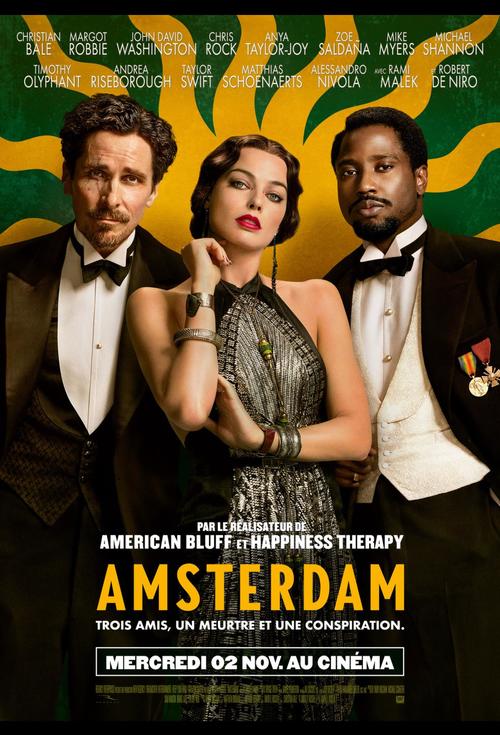 CHRISTIAN BALE MARGOT ROBBIE JOHN DAVID WASHINGTON CHRIS ROCK ANYA TAYLOR-JOY ZOE SALDAÑA MIKE MYERS MICHAEL SHANNON
TIMOTHY OLYPHANT ANDREA RISEBOROUGH TAYLOR SWIFT MATTHIAS SCHOENAERTS ALESSANDRO NIVOLA AVEC RAMI MALEK ET ROBERT DE NIRO
PAR LE RÉALISATEUR DE
AMERICAN BLUFF ET HAPPINESS THERAPY
AMSTERDAM
TROIS AMIS, UN MEURTRE ET UNE CONSPIRATION.
MERCREDI 02 NOV. AU CINÉMA